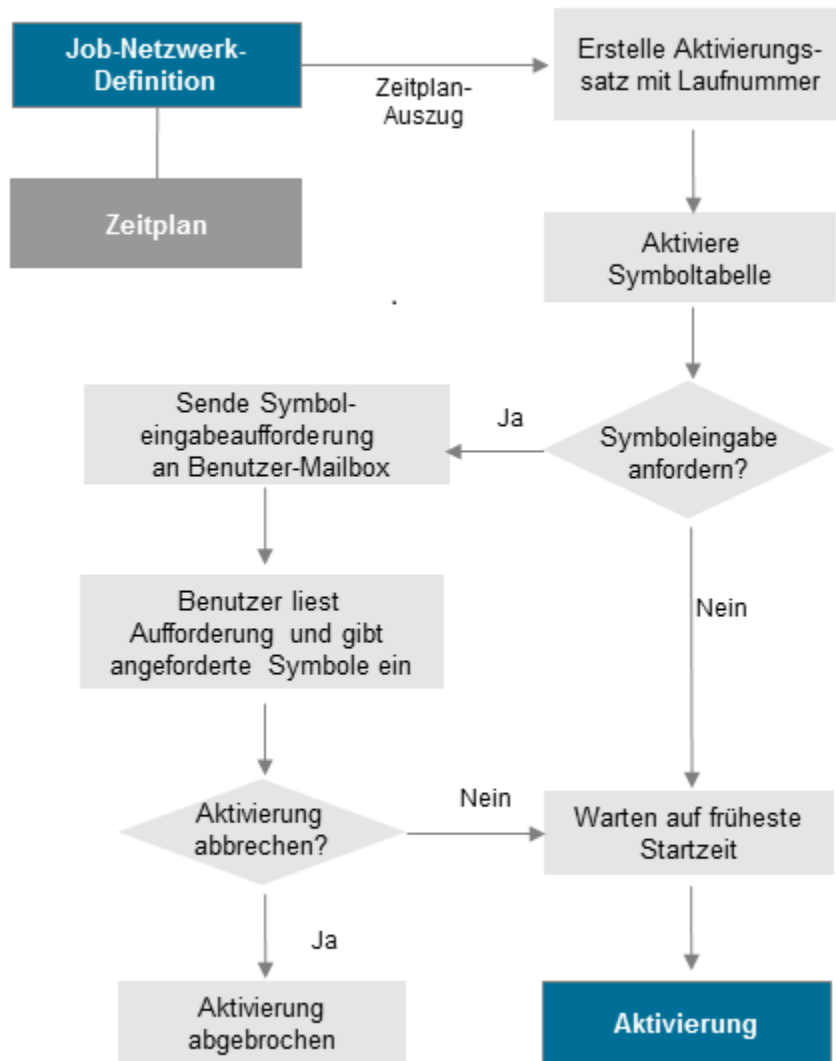 Job-Netzwerk-
Definition
Zeitplan-
Auszug
Erstelle Aktivierungs-
satz mit Laufnummer
Zeitplan
Aktiviere
Symboltabelle
.
Sende Symbol-
eingabeaufforderung
an Benutzer-Mailbox
Ja
Symboleingabe
anfordern?
Benutzer liest
Aufforderung und gibt
angeforderte Symbole ein
Nein
Aktivierung
abbrechen?
Nein
Warten auf früheste
Startzeit
Ja
Aktivierung
abgebrochen
Aktivierung